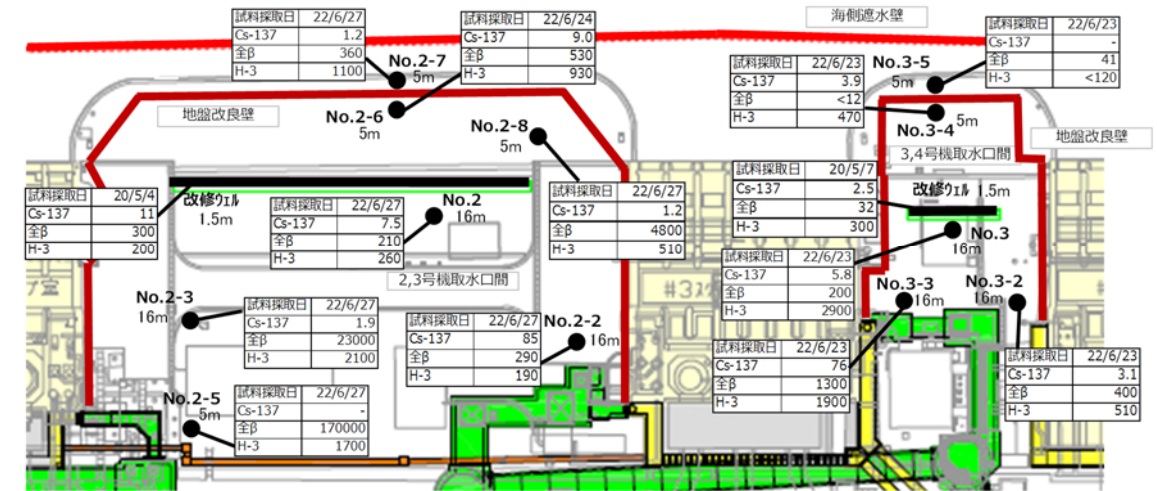 海側遮水壁
試料採取日 22/6/27
Cs-137 1.2
全β 360
H-3 1100
No.2-7
5m
試料採取日 22/6/24
Cs-137 9.0
全β 530
H-3 930
No.2-6
5m
試料採取日 22/6/23
Cs-137 -
全β 41
H-3 <120
No.3-5
5m
試料採取日 22/6/23
Cs-137 3.9
全β <12
H-3 470
No.3-4
5m
地盤改良壁
地盤改良壁
No.2-8
5m
3,4号機取水口間
試料採取日 20/5/4
Cs-137 11
全β 300
H-3 200
改修ウェル
1.5m
試料採取日 22/6/27
Cs-137 7.5
全β 210
H-3 260
No.2
16m
試料採取日 22/6/27
Cs-137 1.2
全β 4800
H-3 510
試料採取日 20/5/7
Cs-137 2.5
全β 32
H-3 300
改修ウェル 1.5m
2,3号機取水口間
試料採取日 22/6/23
Cs-137 5.8
全β 200
H-3 2900
No.3
16m
No.2-3
16m
試料採取日 22/6/27
Cs-137 1.9
全β 23000
H-3 2100
試料採取日 22/6/27
Cs-137 85
全β 290
H-3 190
No.2-2
16m
No.3-3
16m
No.3-2
16m
試料採取日 22/6/23
Cs-137 76
全β 1300
H-3 1900
試料採取日 22/6/23
Cs-137 3.1
全β 400
H-3 510
No.2-5
5m
試料採取日 22/6/27
Cs-137 -
全β 170000
H-3 1700